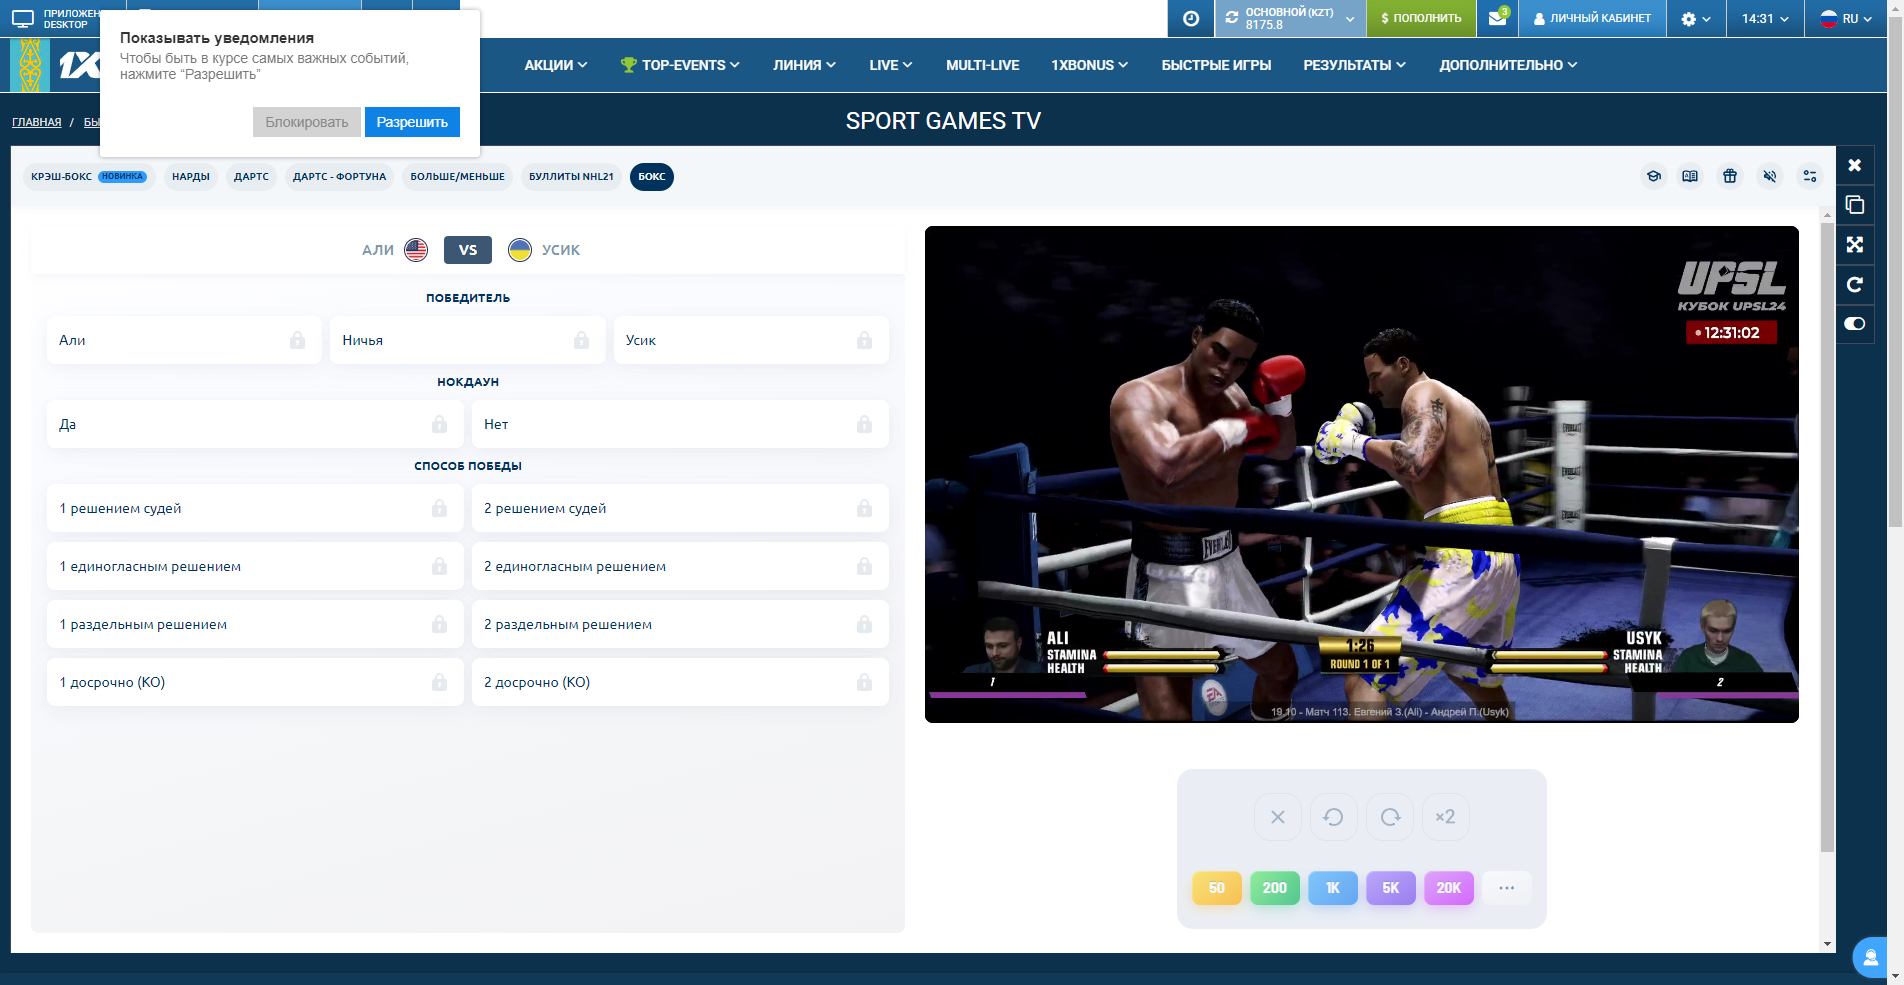 ПРИЛОЖЕН
DESKTOP
Показывать уведомления
Чтобы быть в курсе самых важных событий,
нажмите “Разрешить”
Блокировать
Разрешить
ОСНОВНОЙ (KZT)
8175.8
$ ПОПОЛНИТЬ
3
ЛИЧНЫЙ КАБИНЕТ
14:31
RU
1X
АКЦИИ
TOP-EVENTS
ЛИНИЯ
LIVE
MULTI-LIVE
1XBONUS
БЫСТРЫЕ ИГРЫ
РЕЗУЛЬТАТЫ
ДОПОЛНИТЕЛЬНО
ГЛАВНАЯ / БЫ
SPORT GAMES TV
КРЭШ-БОКС НОВИНКА
НАРДЫ
ДАРТС
ДАРТС - ФОРТУНА
БОЛЬШЕ/МЕНЬШЕ
БУЛЛИТЫ NHL21
БОКС
АЛИ VS УСИК
ПОБЕДИТЕЛЬ
Али
Ничья
Усик
НОКДАУН
Да
Нет
СПОСОБ ПОБЕДЫ
1 решением судей
2 решением судей
1 единогласным решением
2 единогласным решением
1 раздельным решением
2 раздельным решением
1 досрочно (КО)
2 досрочно (КО)
UPSL
КУБОК UPSL24
12:31:02
EVERLAST
EVERLAST
EVERLAST
EVERLAST
ALI
STAMINA
HEALTH
1
1:26
ROUND 1 OF 1
USYK
STAMINA
HEALTH
2
EA
19.10 - Матч 113. Евгений З.(Ali) - Андрей П.(Usyk)
×2
50
200
1K
5K
20K
...